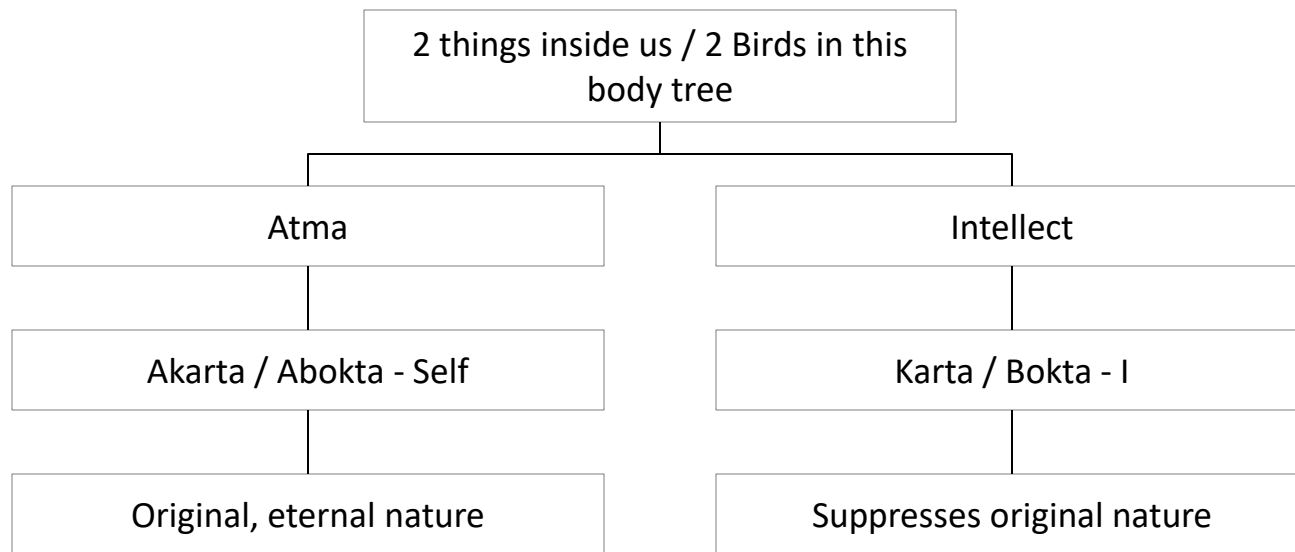 2 things inside us / 2 Birds in this
body tree
Atma
Intellect
Akarta / Abokta - Self
Karta / Bokta - I
Original, eternal nature
Suppresses original nature